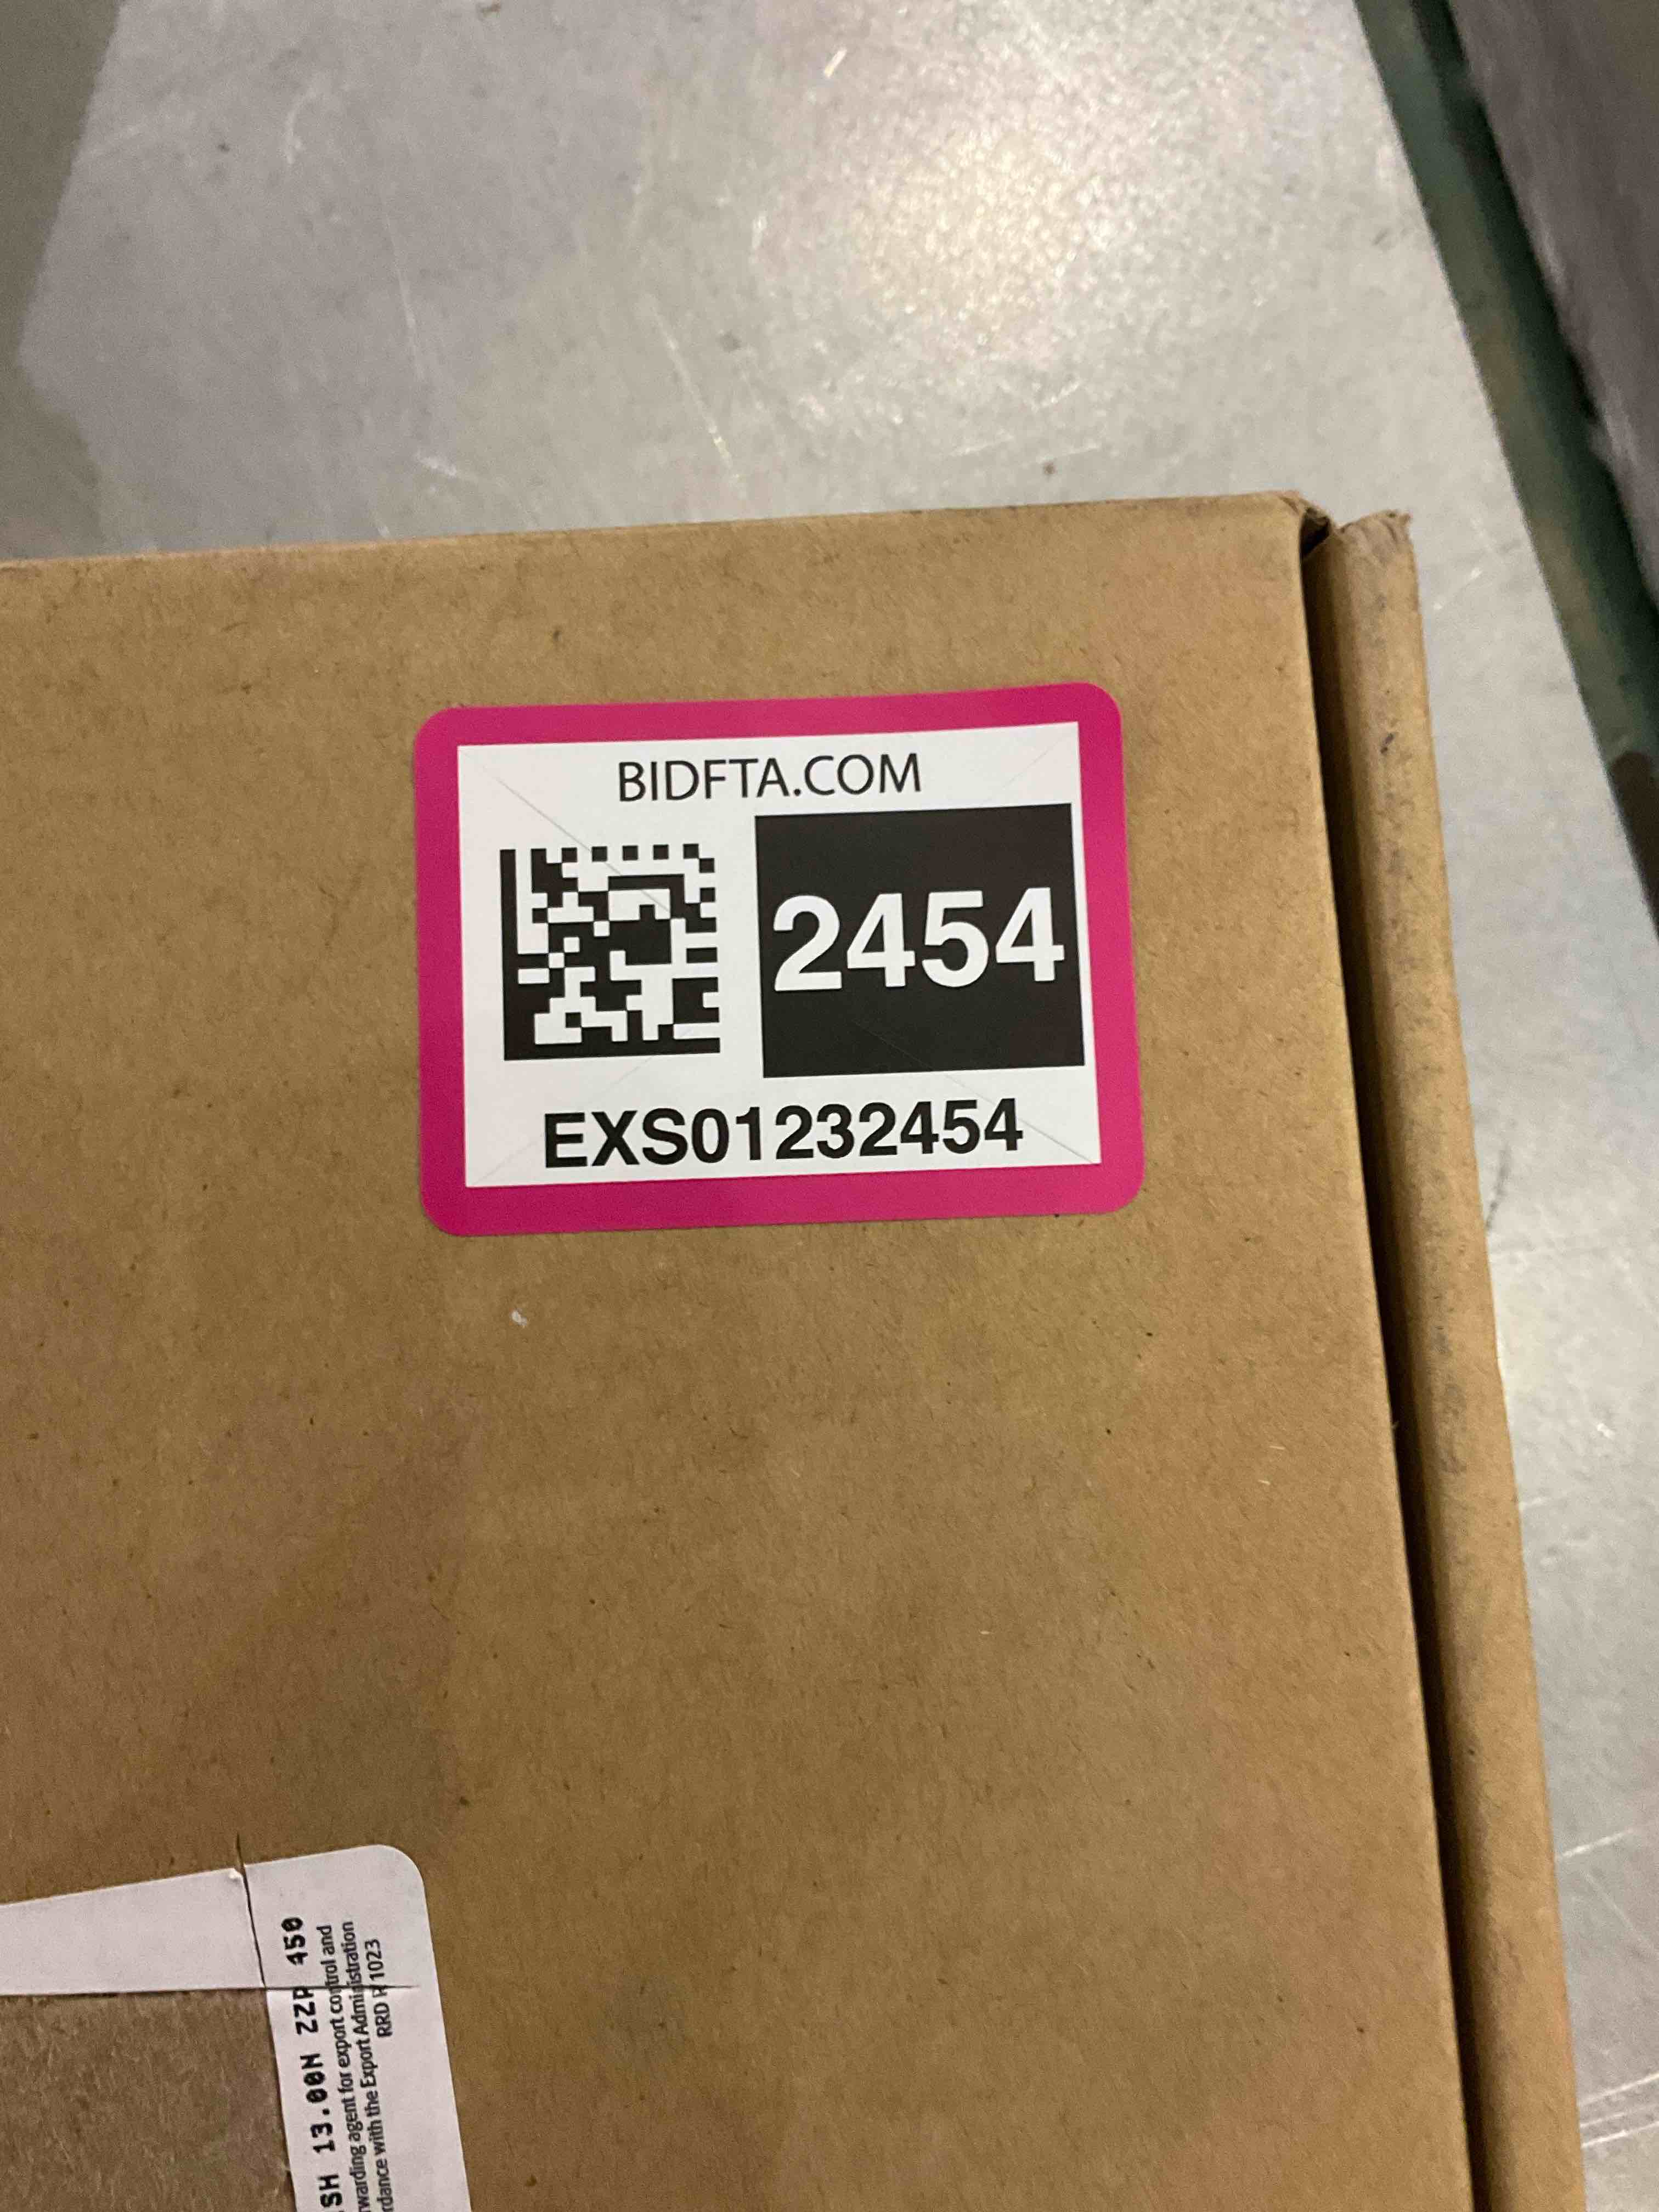 BIDFTA.COM
2454
EXS01232454
SH 13.00N ZZP 450
warding agent for export control and
rdance with the Export Administration
RRD R 1023